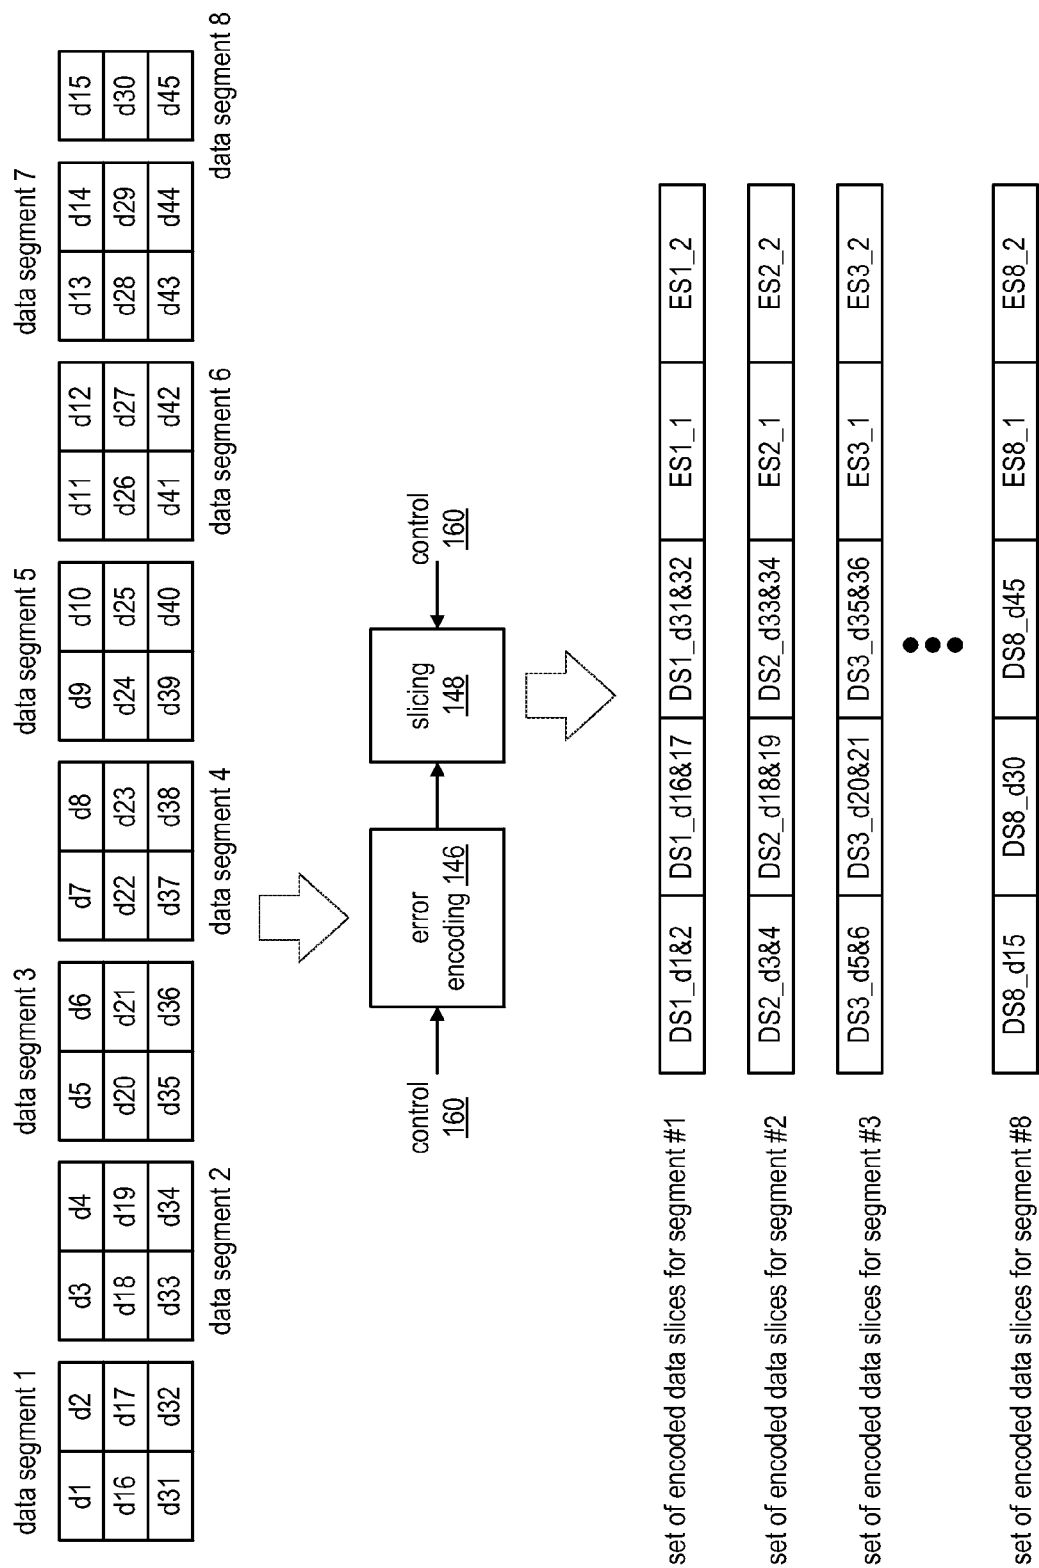 data segment 1
d1 d2
d16 d17
d31 d32
d3 d4
d18 d19
d33 d34
data segment 2
data segment 3
d5 d6
d20 d21
d35 d36
d7 d8
d22 d23
d37 d38
data segment 4
data segment 5
d9 d10
d24 d25
d39 d40
d11 d12
d26 d27
d41 d42
data segment 6
data segment 7
d13 d14
d28 d29
d43 d44
d15
d30
d45
data segment 8
control
160
error
encoding 146
slicing
148
control
160
set of encoded data slices for segment #1
DS1_d1&2 DS1_d16&17 DS1_d31&32 ES1_1 ES1_2
set of encoded data slices for segment #2
DS2_d3&4 DS2_d18&19 DS2_d33&34 ES2_1 ES2_2
set of encoded data slices for segment #3
DS3_d5&6 DS3_d20&21 DS3_d35&36 ES3_1 ES3_2
set of encoded data slices for segment #8
DS8_d15 DS8_d30 DS8_d45 ES8_1 ES8_2